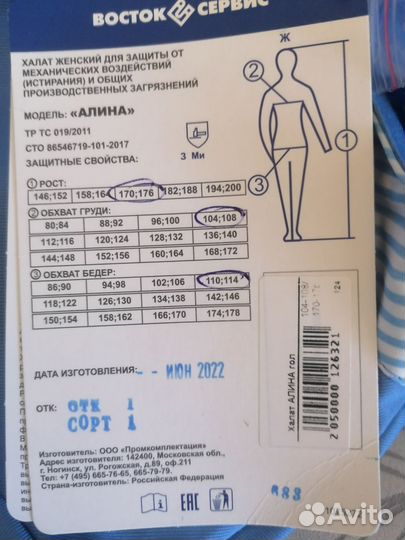 ВОСТОК СЕРВИС
ХАЛАТ ЖЕНСКИЙ ДЛЯ ЗАЩИТЫ ОТ
МЕХАНИЧЕСКИХ ВОЗДЕЙСТВИЙ
(ИСТИРАНИЯ) И ОБЩИХ
ПРОИЗВОДСТВЕННЫХ ЗАГРЯЗНЕНИЙ
МОДЕЛЬ: «АЛИНА»
ТР ТС 019/2011
СТО 86546719-101-2017
ЗАЩИТНЫЕ СВОЙСТВА:
З Ми
Ж
2
1
3
1 РОСТ:
146;152 158;164 170;176 182;188 194;200
2 ОБХВАТ ГРУДИ:
80;84 88;92 96;100 104;108
112;116 120;124 128;132 136;140
144;148 152;156 160;164 168;172
3 ОБХВАТ БЕДЕР:
86;90 94;98 102;106 110;114
118;122 126;130 134;138 142;146
150;154 158;162 166;170 174;178
ДАТА ИЗГОТОВЛЕНИЯ: - - ИЮН 2022
ОТК: ОТК 1
СОРТ 1
Изготовитель: ООО «Промкомплектация»
Адрес изготовителя: 142400, Московская обл.,
г. Ногинск, ул. Рогожская, д.89, оф.211
Тел: +7 (495) 665-76-65, 665-79-79.
Страна-изготовитель: Российская Федерация
ЕАС
Халат АЛИНА гол
2 050000 126321
124
Avito